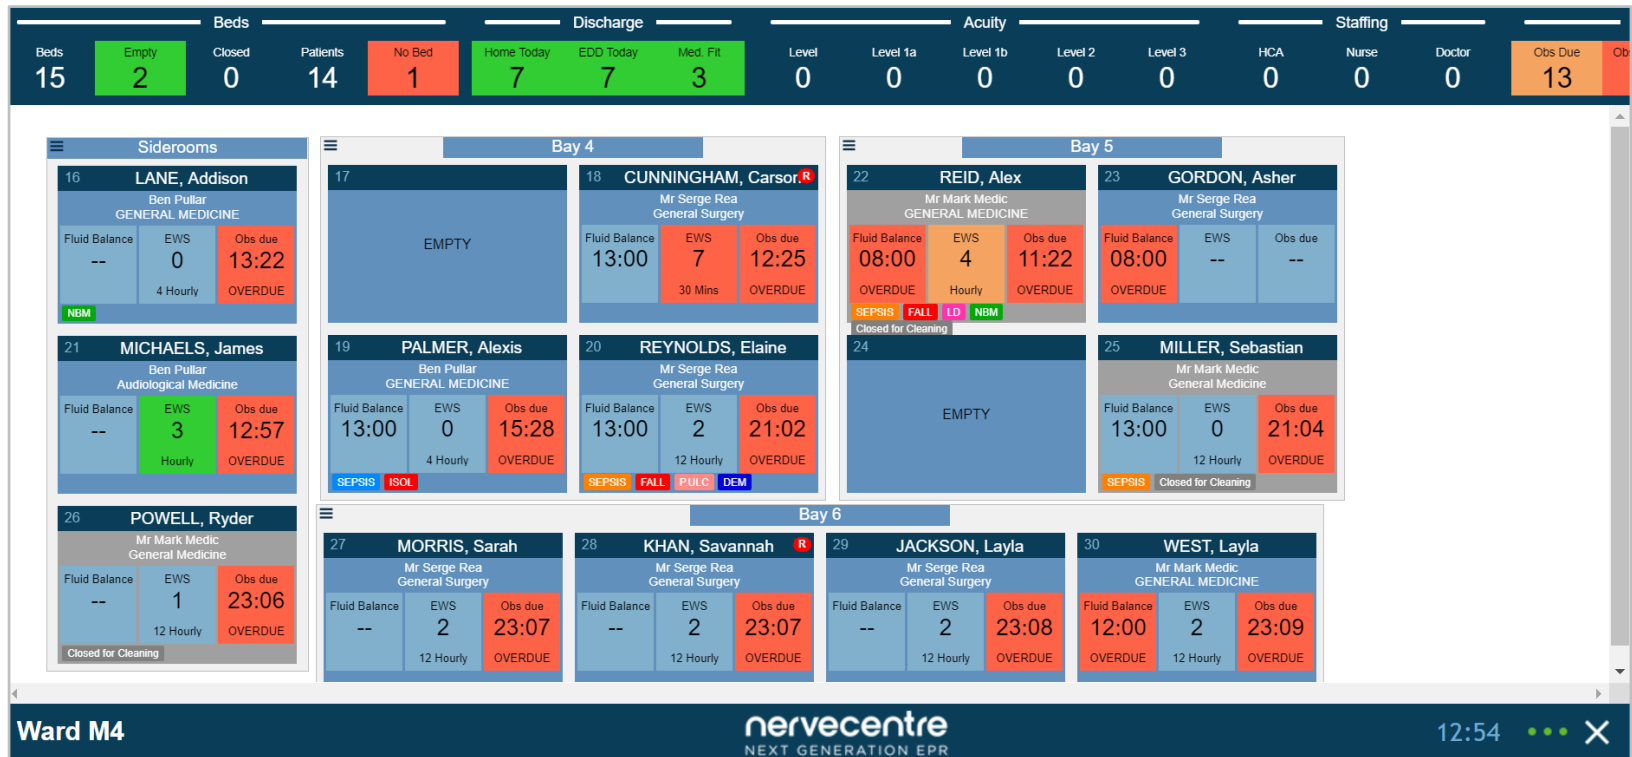 Beds
Discharge
Acuity
Staffing
Beds Empty Closed Patients No Bed Home Today EDD Today Med. Fit Level Level 1a Level 1b Level 2 Level 3 HCA Nurse Doctor Obs Due Ob
15 2 0 14 1 7 7 3 0 0 0 0 0 0 0 0 13
Siderooms
16 LANE, Addison
Ben Pullar
GENERAL MEDICINE
Fluid Balance EWS Obs due
-- 0 13:22
4 Hourly OVERDUE
NBM
21 MICHAELS, James
Ben Pullar
Audiological Medicine
Fluid Balance EWS Obs due
-- 3 12:57
Hourly OVERDUE
26 POWELL, Ryder
Mr Mark Medic
General Medicine
Fluid Balance EWS Obs due
-- 1 23:06
12 Hourly OVERDUE
Closed for Cleaning
Bay 4
17
EMPTY
18 CUNNINGHAM, Carson R
Mr Serge Rea
General Surgery
Fluid Balance EWS Obs due
13:00 7 12:25
30 Mins OVERDUE
19 PALMER, Alexis
Ben Pullar
GENERAL MEDICINE
Fluid Balance EWS Obs due
13:00 0 15:28
4 Hourly OVERDUE
SEPSIS ISOL
20 REYNOLDS, Elaine
Mr Serge Rea
General Surgery
Fluid Balance EWS Obs due
13:00 2 21:02
12 Hourly OVERDUE
SEPSIS FALL P.ULC DEM
Bay 5
22 REID, Alex
Mr Mark Medic
GENERAL MEDICINE
Fluid Balance EWS Obs due
08:00 4 11:22
OVERDUE Hourly OVERDUE
SEPSIS FALL LD NBM
Closed for Cleaning
23 GORDON, Asher
Mr Serge Rea
General Surgery
Fluid Balance EWS Obs due
08:00 -- --
OVERDUE
24
EMPTY
25 MILLER, Sebastian
Mr Mark Medic
General Medicine
Fluid Balance EWS Obs due
13:00 0 21:04
12 Hourly OVERDUE
SEPSIS Closed for Cleaning
Bay 6
27 MORRIS, Sarah
Mr Serge Rea
General Surgery
Fluid Balance EWS Obs due
-- 2 23:07
12 Hourly OVERDUE
28 KHAN, Savannah R
Mr Serge Rea
General Surgery
Fluid Balance EWS Obs due
-- 2 23:07
12 Hourly OVERDUE
29 JACKSON, Layla
Mr Serge Rea
General Surgery
Fluid Balance EWS Obs due
-- 2 23:08
12 Hourly OVERDUE
30 WEST, Layla
Mr Mark Medic
GENERAL MEDICINE
Fluid Balance EWS Obs due
12:00 2 23:09
OVERDUE 12 Hourly OVERDUE
Ward M4
nervecentre
NEXT GENERATION EPR
12:54